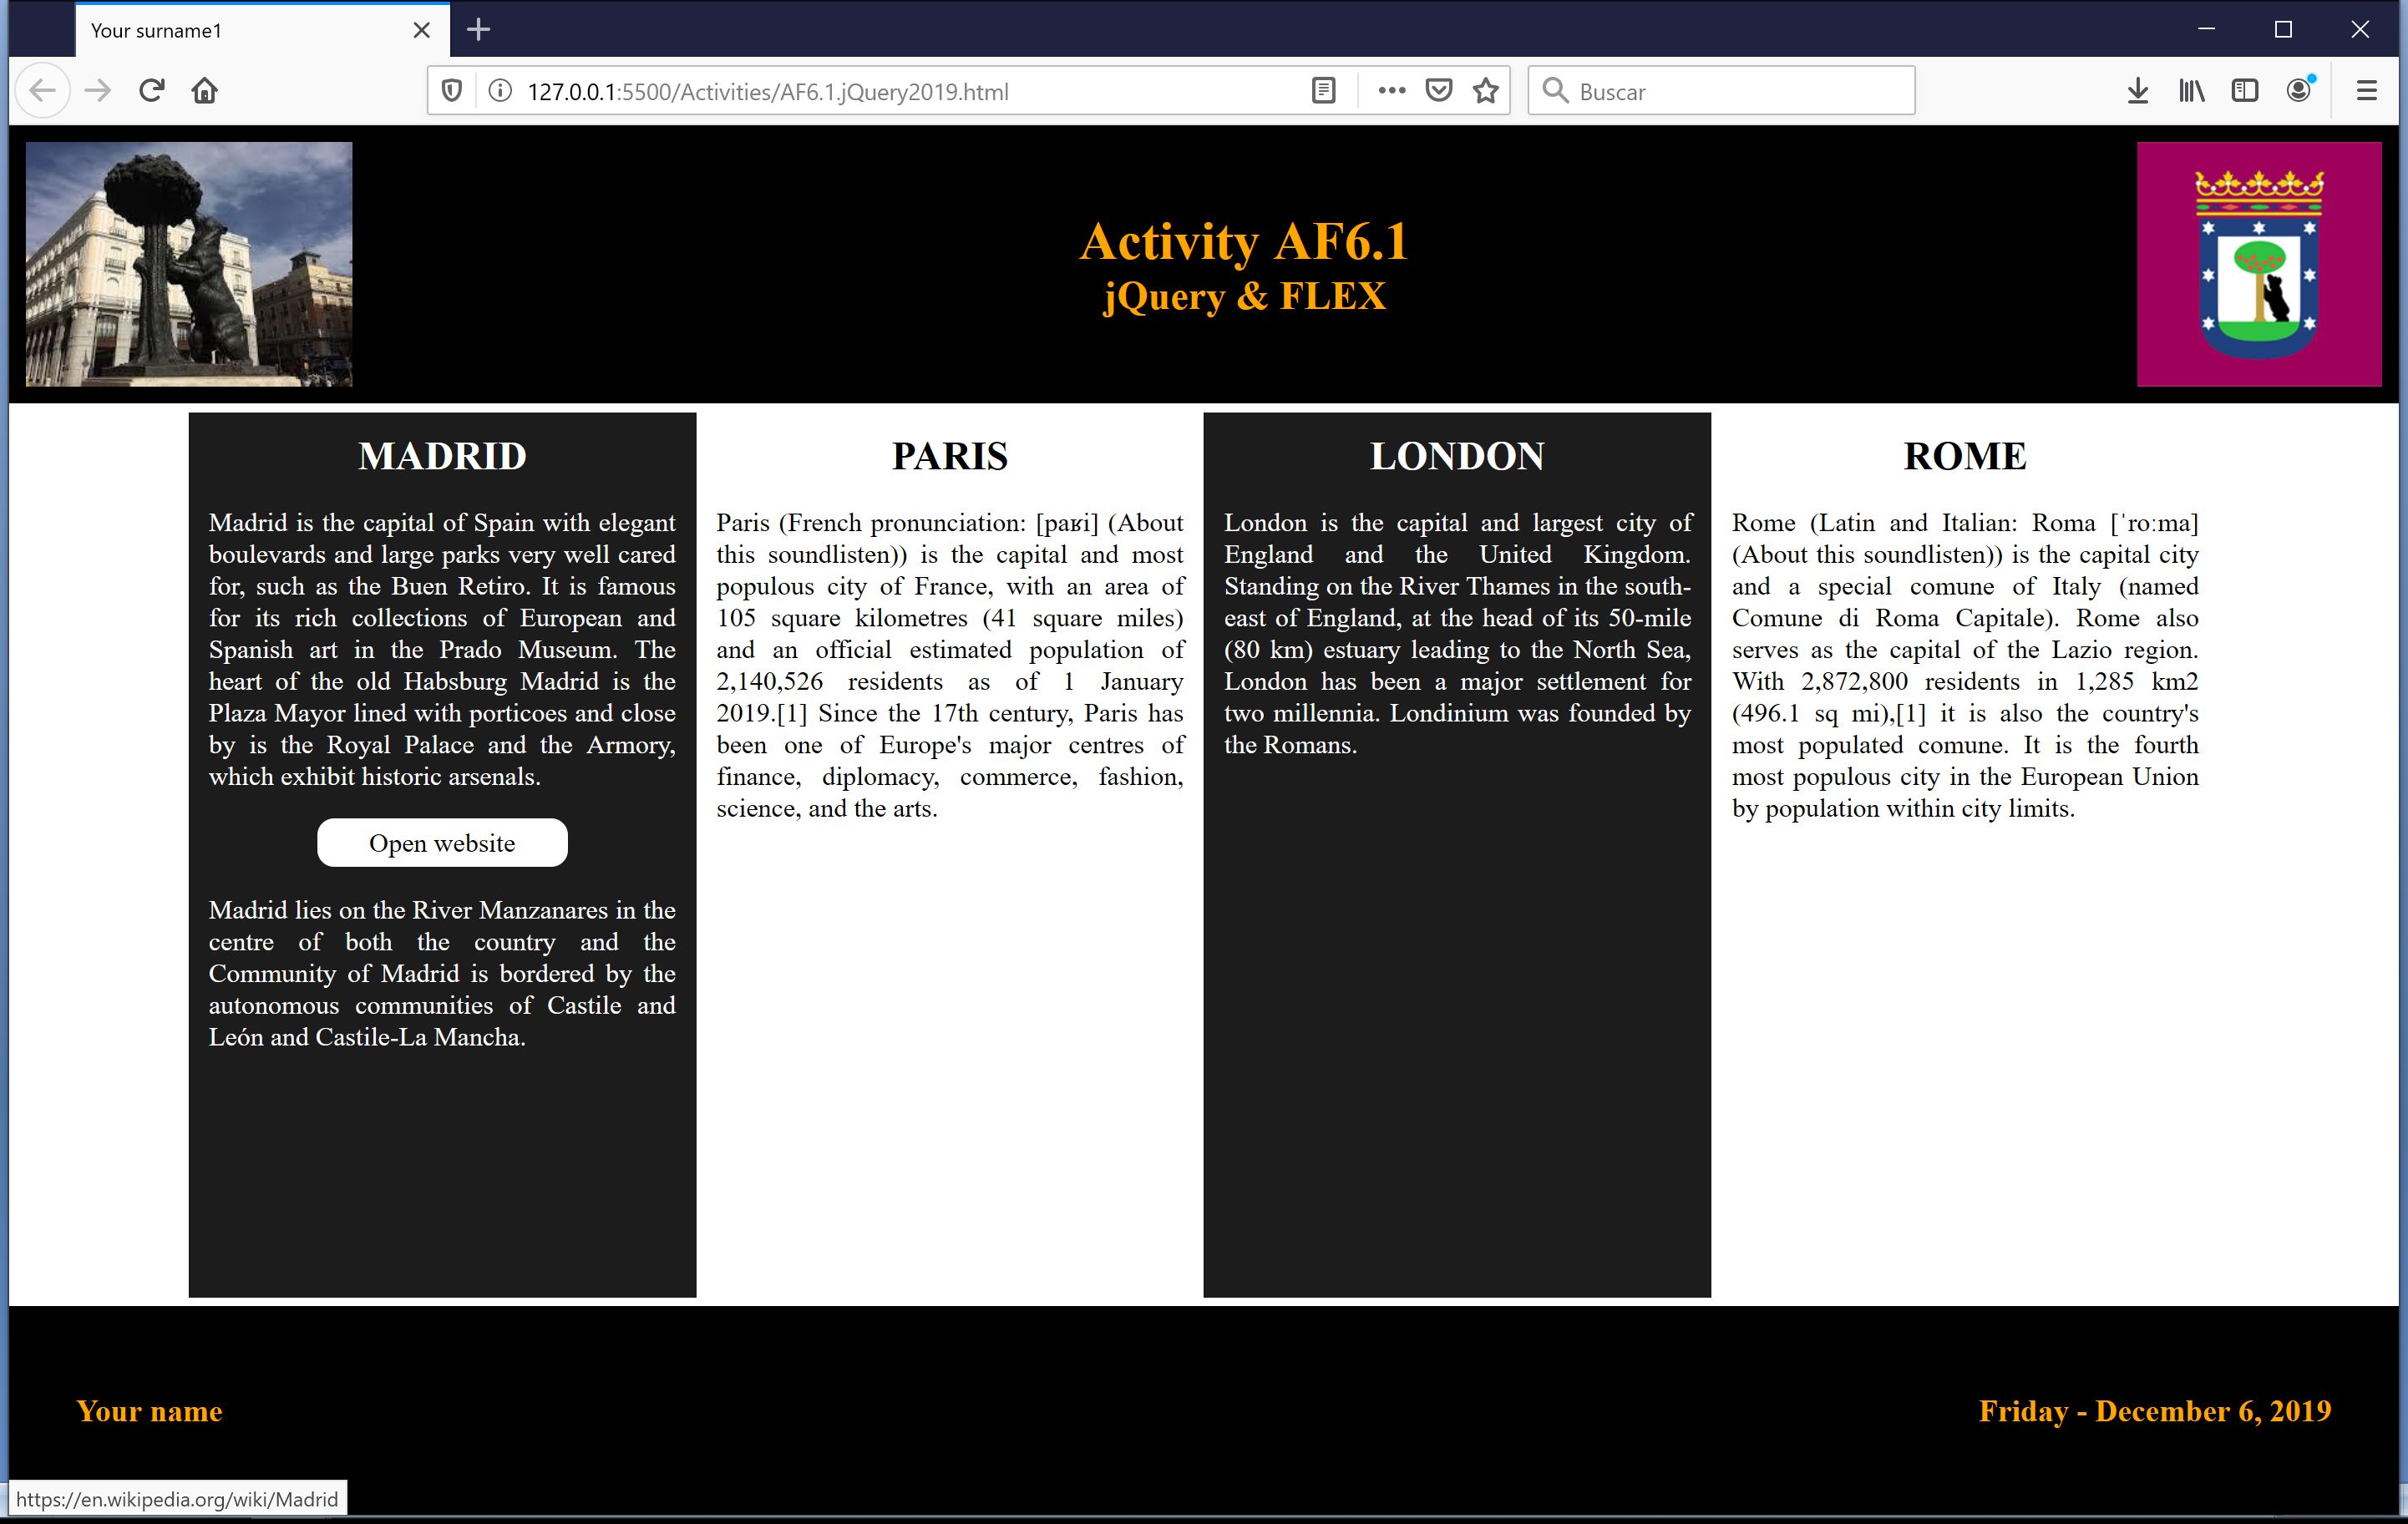 Your surname1
127.0.0.1:5500/Activities/AF6.1.jQuery2019.html
Buscar
Activity AF6.1
jQuery & FLEX
MADRID
Madrid is the capital of Spain with elegant
boulevards and large parks very well cared
for, such as the Buen Retiro. It is famous
for its rich collections of European and
Spanish art in the Prado Museum. The
heart of the old Habsburg Madrid is the
Plaza Mayor lined with porticoes and close
by is the Royal Palace and the Armory,
which exhibit historic arsenals.
Open website
Madrid lies on the River Manzanares in the
centre of both the country and the
Community of Madrid is bordered by the
autonomous communities of Castile and
León and Castile-La Mancha.
PARIS
Paris (French pronunciation: [paʁi] (About
this soundlisten)) is the capital and most
populous city of France, with an area of
105 square kilometres (41 square miles)
and an official estimated population of
2,140,526 residents as of 1 January
2019.[1] Since the 17th century, Paris has
been one of Europe's major centres of
finance, diplomacy, commerce, fashion,
science, and the arts.
LONDON
London is the capital and largest city of
England and the United Kingdom.
Standing on the River Thames in the south-
east of England, at the head of its 50-mile
(80 km) estuary leading to the North Sea,
London has been a major settlement for
two millennia. Londinium was founded by
the Romans.
ROME
Rome (Latin and Italian: Roma [ˈroːma]
(About this soundlisten)) is the capital city
and a special comune of Italy (named
Comune di Roma Capitale). Rome also
serves as the capital of the Lazio region.
With 2,872,800 residents in 1,285 km2
(496.1 sq mi),[1] it is also the country's
most populated comune. It is the fourth
most populous city in the European Union
by population within city limits.
Your name
Friday - December 6, 2019
https://en.wikipedia.org/wiki/Madrid